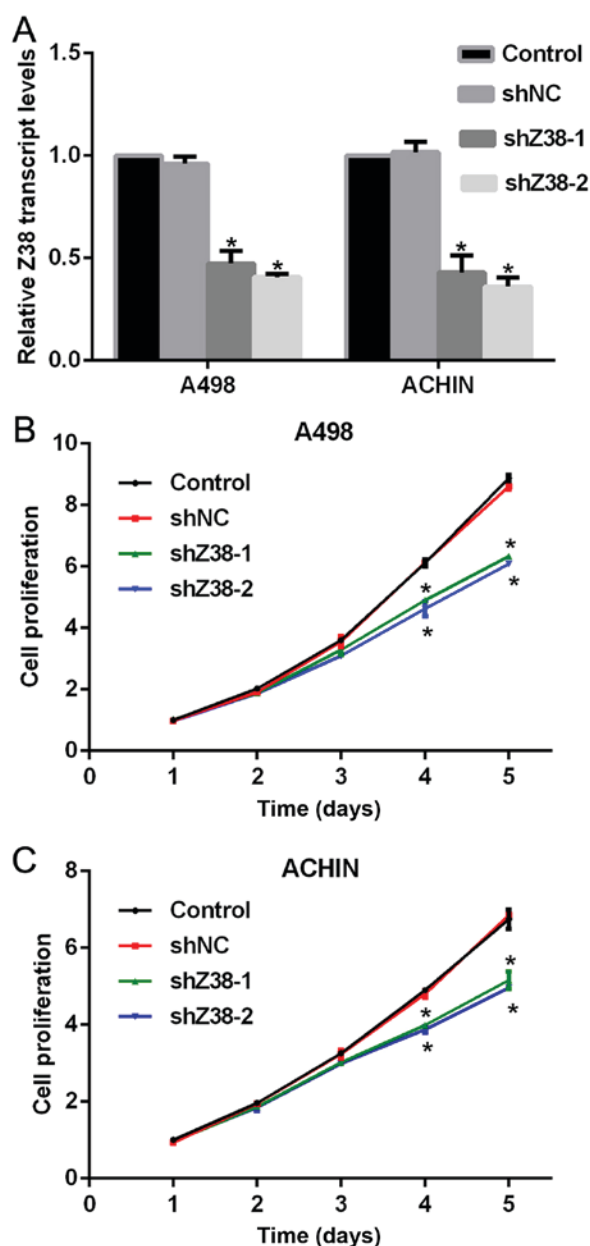 A
Relative Z38 transcript levels
1.5
1.0
0.5
0.0
Control
shNC
shZ38-1
shZ38-2
* * * *
A498 ACHIN
B
A498
Cell proliferation
10
8
6
4
2
0
Control
shNC
shZ38-1
shZ38-2
* *
* *
0 1 2 3 4 5
Time (days)
C
ACHIN
Cell proliferation
8
6
4
2
0
Control
shNC
shZ38-1
shZ38-2
* *
* *
0 1 2 3 4 5
Time (days)